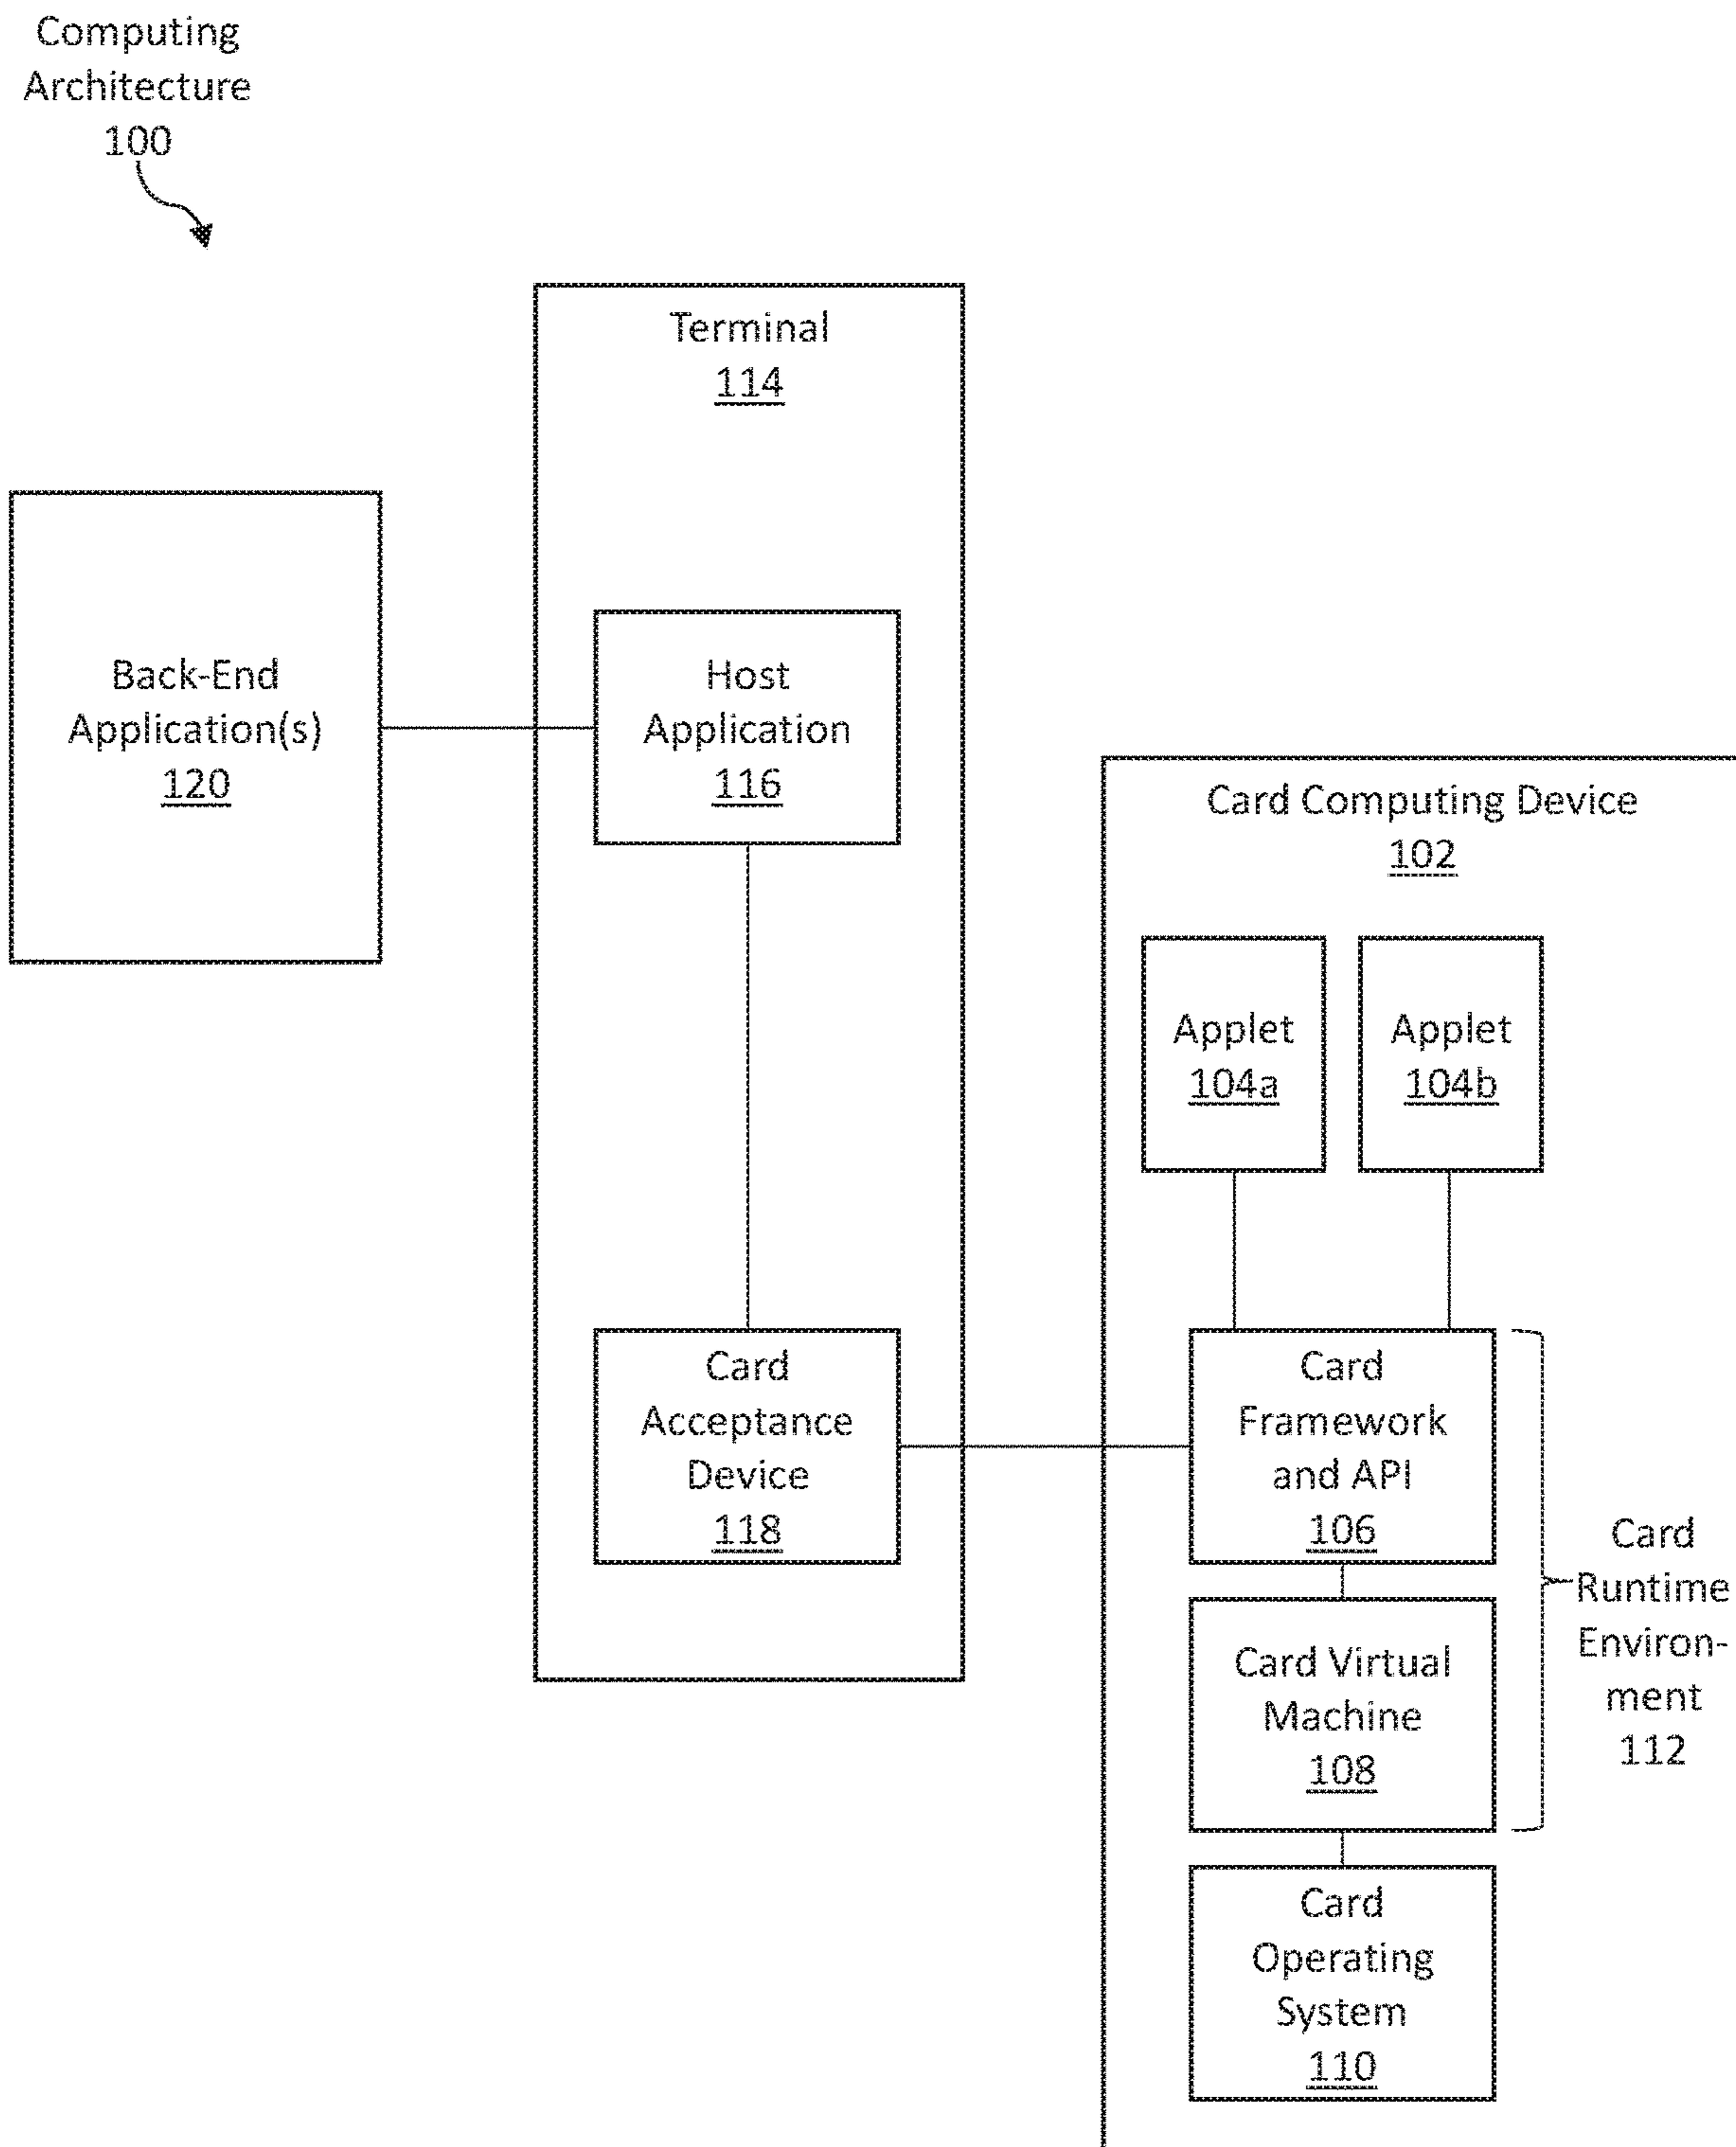 Computing
Architecture
100
Terminal
114
Back-End
Application(s)
120
Host
Application
116
Card Computing Device
102
Applet
104a
Applet
104b
Card
Acceptance
Device
118
Card
Framework
and API
106
Card
Runtime
Environ-
ment
112
Card Virtual
Machine
108
Card
Operating
System
110